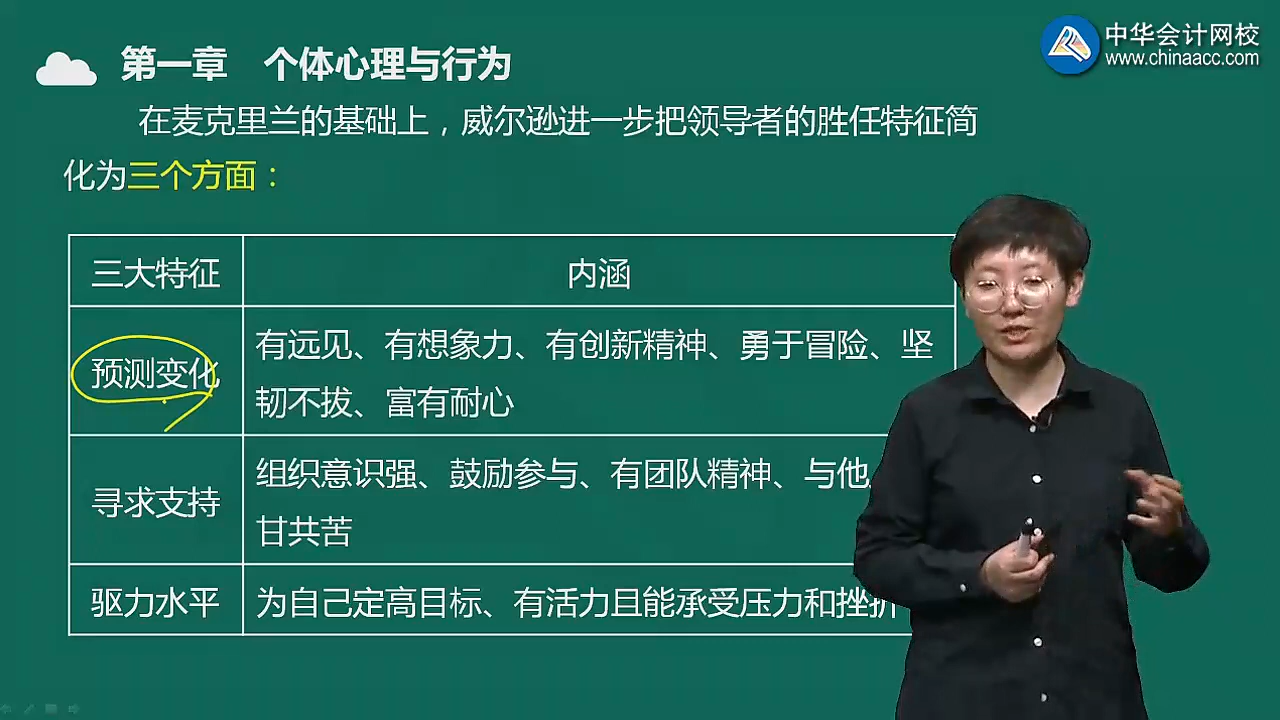 中华会计网校
www.chinaacc.com
第一章 个体心理与行为
在麦克里兰的基础上，威尔逊进一步把领导者的胜任特征简
化为三个方面：
三大特征 内涵
预测变化
有远见、有想象力、有创新精神、勇于冒险、坚
韧不拔、富有耐心
寻求支持
组织意识强、鼓励参与、有团队精神、与他
甘共苦
驱力水平 为自己定高目标、有活力且能承受压力和挫折